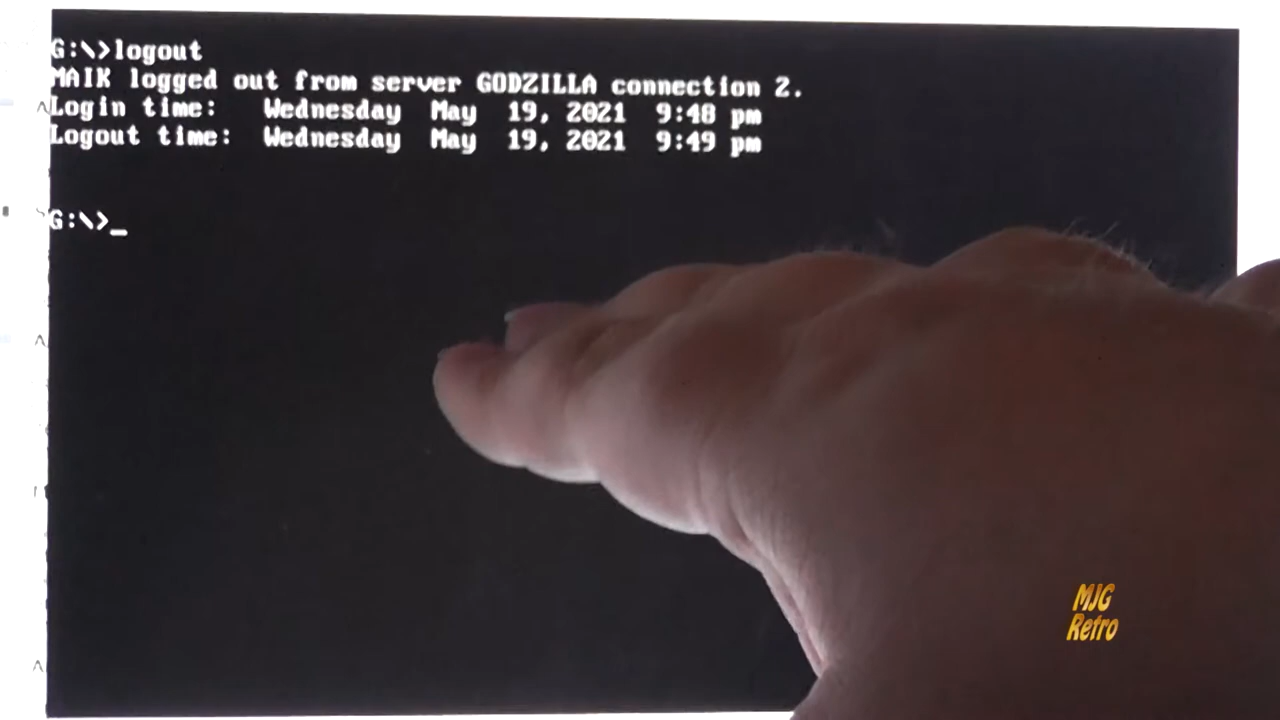 G:\>logout
MAIK logged out from server GODZILLA connection 2.
Login time:   Wednesday  May  19, 2021  9:48 pm
Logout time:  Wednesday  May  19, 2021  9:49 pm
G:\>_
MJG
Retro